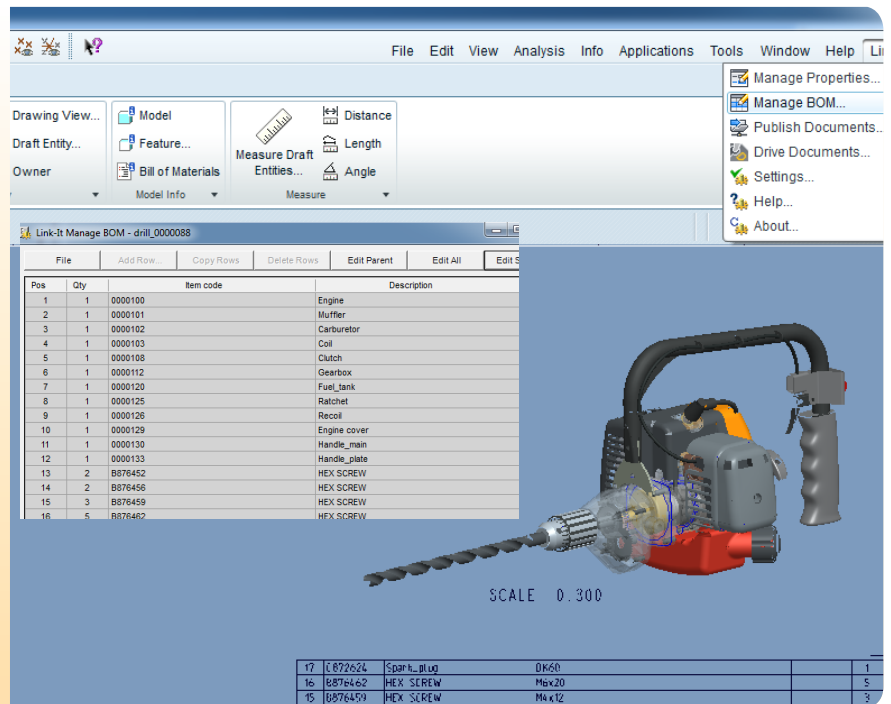 File Edit View Analysis Info Applications Tools Window Help
Manage Properties...
Manage BOM...
Publish Documents...
Drive Documents...
Settings...
Help...
About...
Drawing View... Model Distance
Draft Entity... Feature... Measure Draft Entities... Length
Owner Bill of Materials Angle
Model Info Measure
Link-It Manage BOM - drill_0000088
File Add Row... Copy Rows Delete Rows Edit Parent Edit All Edit
Pos Qty Item code Description
1 1 0000100 Engine
2 1 0000101 Muffler
3 1 0000102 Carburetor
4 1 0000103 Coil
5 1 0000108 Clutch
6 1 0000112 Gearbox
7 1 0000120 Fuel_tank
8 1 0000125 Ratchet
9 1 0000126 Recoil
10 1 0000129 Engine cover
11 1 0000130 Handle_main
12 1 0000133 Handle_plate
13 2 B876452 HEX SCREW
14 2 B876456 HEX SCREW
15 3 B876459 HEX SCREW
16 5 B876462 HEX SCREW
SCALE 0.300
17 C872624 Spark_plug DK60 1
16 B876462 HEX SCREW M6x20 5
15 B876459 HEX SCREW M4x12 3